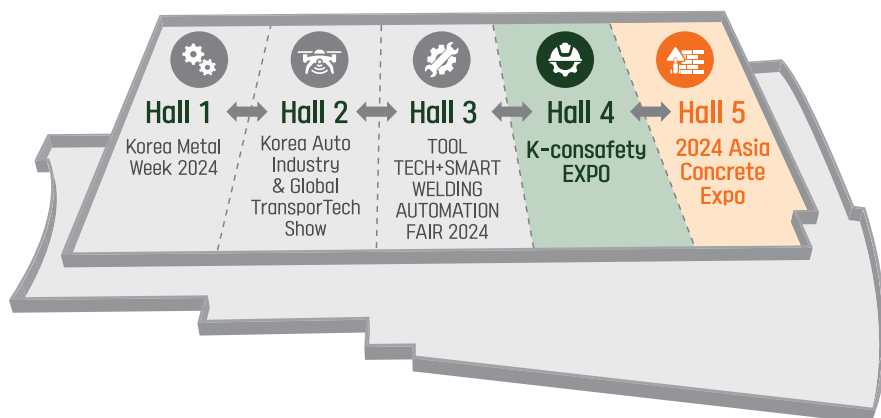 Hall 1
Korea Metal
Week 2024
Hall 2
Korea Auto
Industry
& Global
TransporTech
Show
Hall 3
TOOL
TECH+SMART
WELDING
AUTOMATION
FAIR 2024
Hall 4
K-consafety
EXPO
Hall 5
2024 Asia
Concrete
Expo